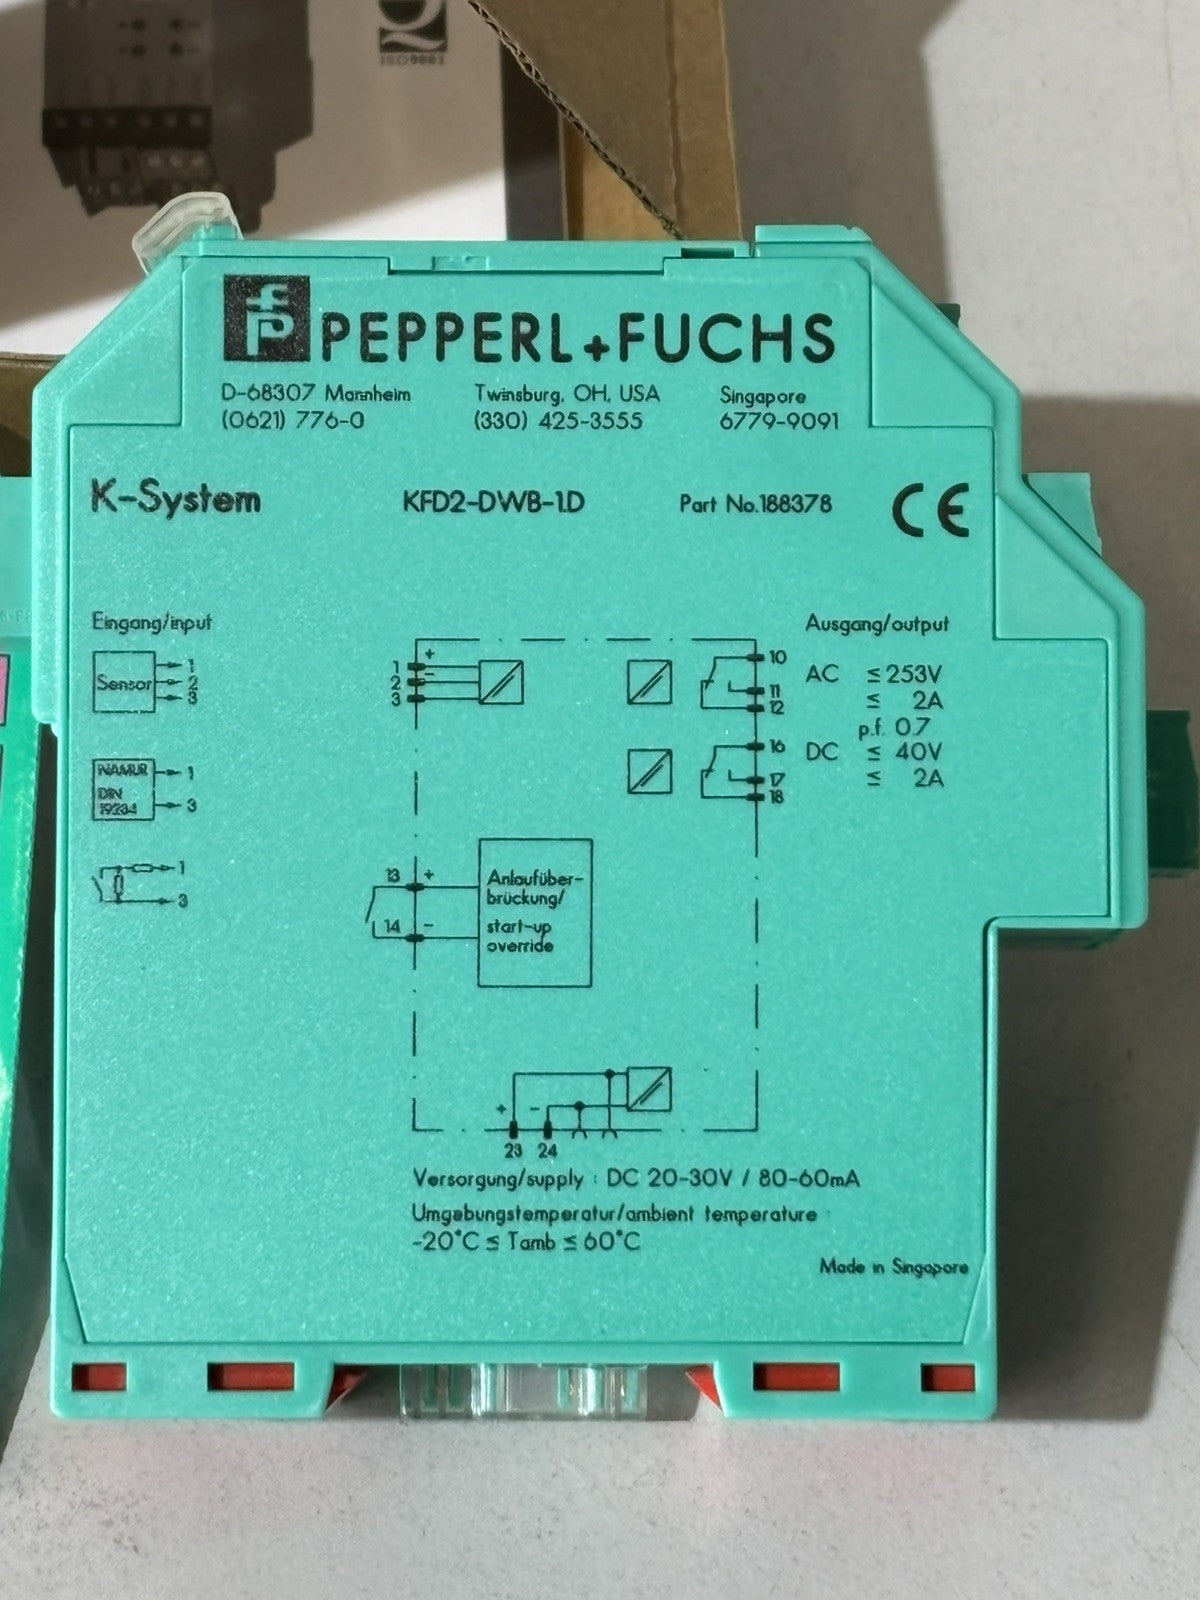 ISO9001
PEPPERL+FUCHS
D-68307 Mannheim Twinsburg, OH, USA Singapore
(0621) 776-0 (330) 425-3555 6779-9091
K-System KFD2-DWB-1.D Part No.188378 CE
Eingang/input
Sensor
1
2
3
NAMUR
DIN
19234
1
3
1
3
+
-
1
2
3
10
11
12
16
17
18
Ausgang/output
AC ≤ 253V
≤ 2A
p.f. 0.7
DC ≤ 40V
≤ 2A
13 +
14 -
Anlaufüber-
brückung/
start-up
override
+ -
23 24
Versorgung/supply : DC 20-30V / 80-60mA
Umgebungstemperatur/ambient temperature :
-20°C ≤ Tamb ≤ 60°C
Made in Singapore